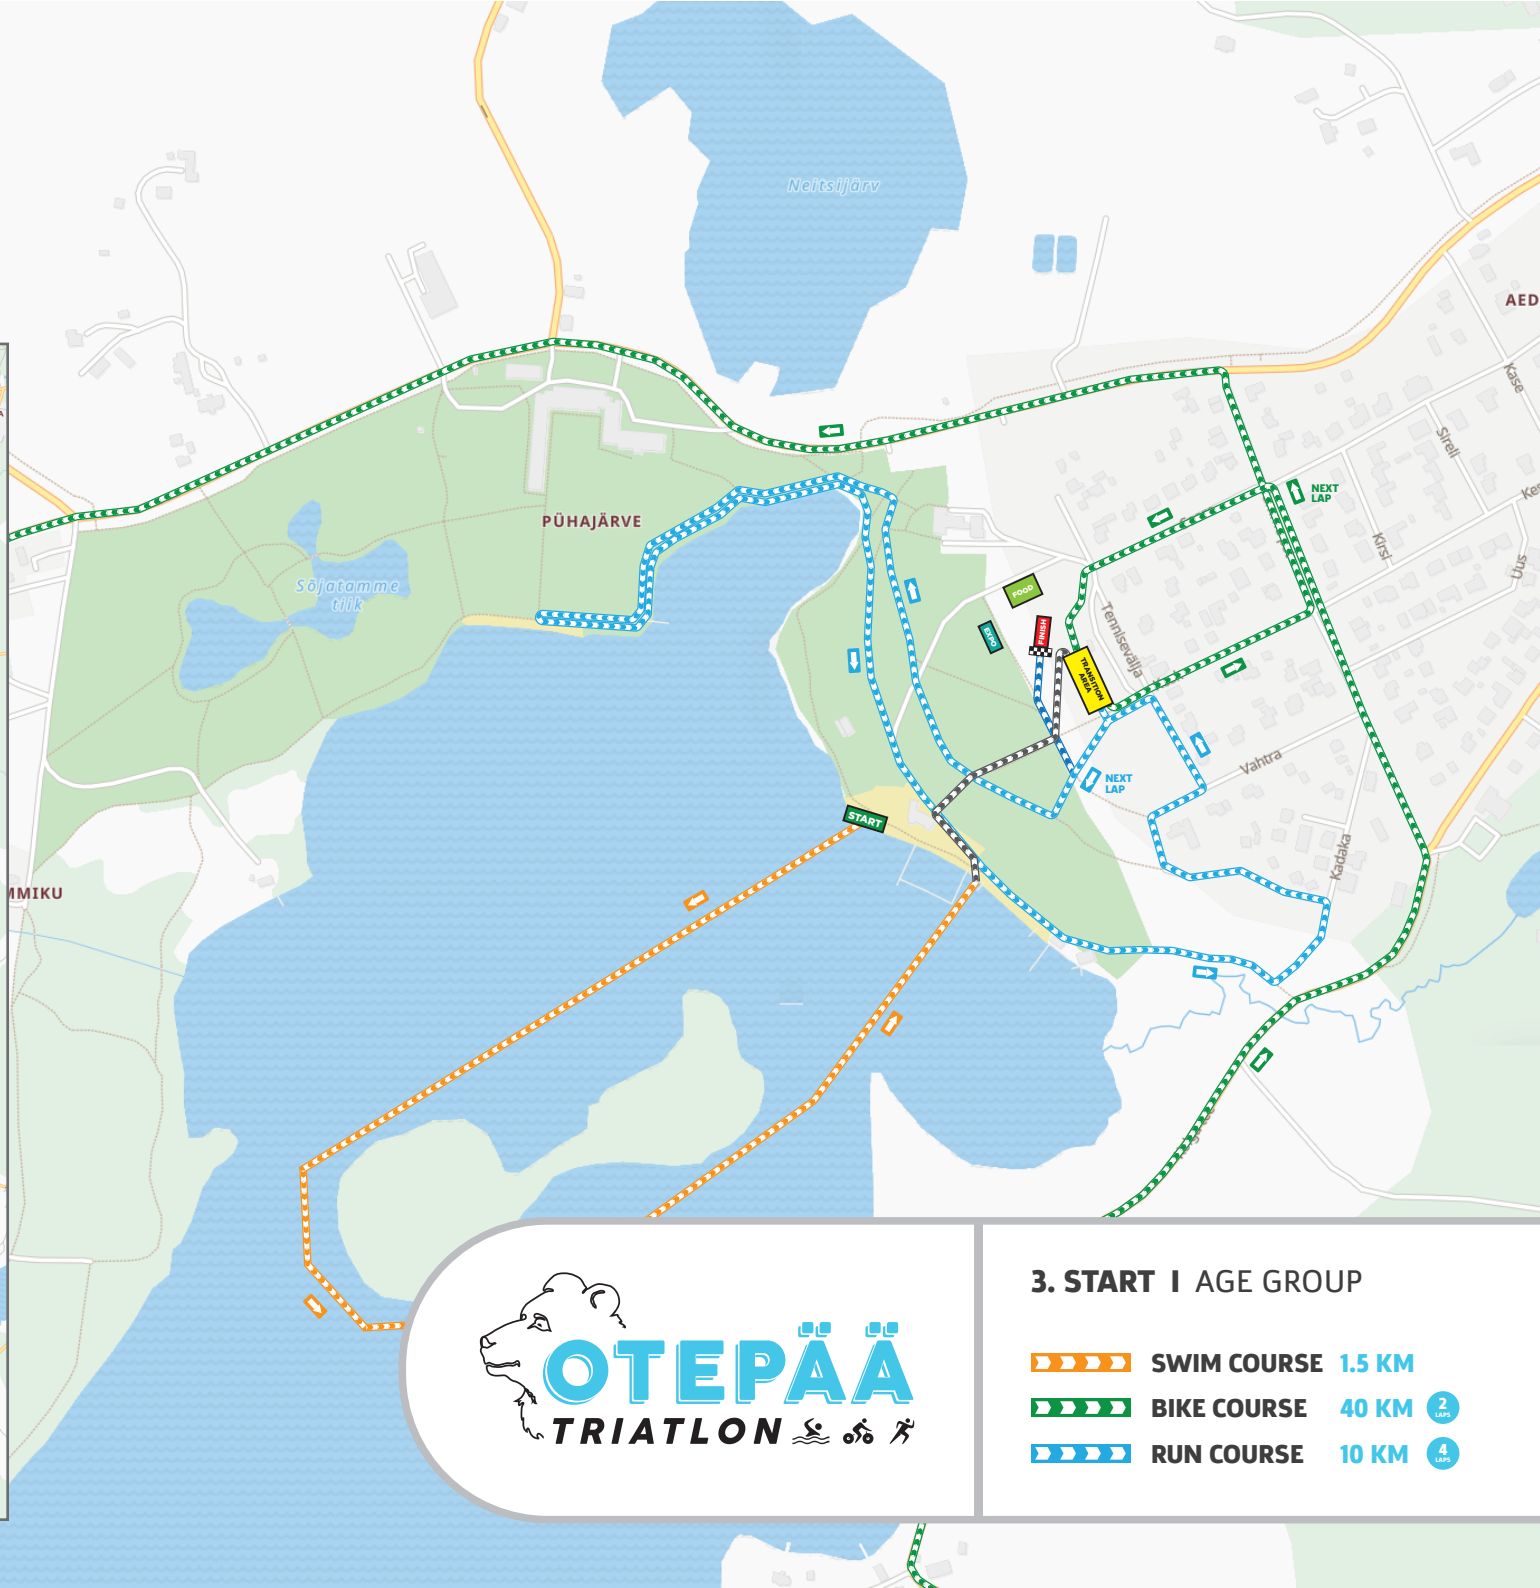 Neitsijärv
AED
Kase
Sireli
NEXT
LAP
PÜHAJÄRVE
Kirsi
Uus
Sõjatamme
tiik
FOOD
EXPO
FINISH
TRANSITION
AREA
Tennisevälja
Vahtra
NEXT
LAP
START
Kadaka
MMIKU
OTEPÄÄ
TRIATLON
3. START I AGE GROUP
SWIM COURSE 1.5 KM
BIKE COURSE 40 KM 2 LAPS
RUN COURSE 10 KM 4 LAPS